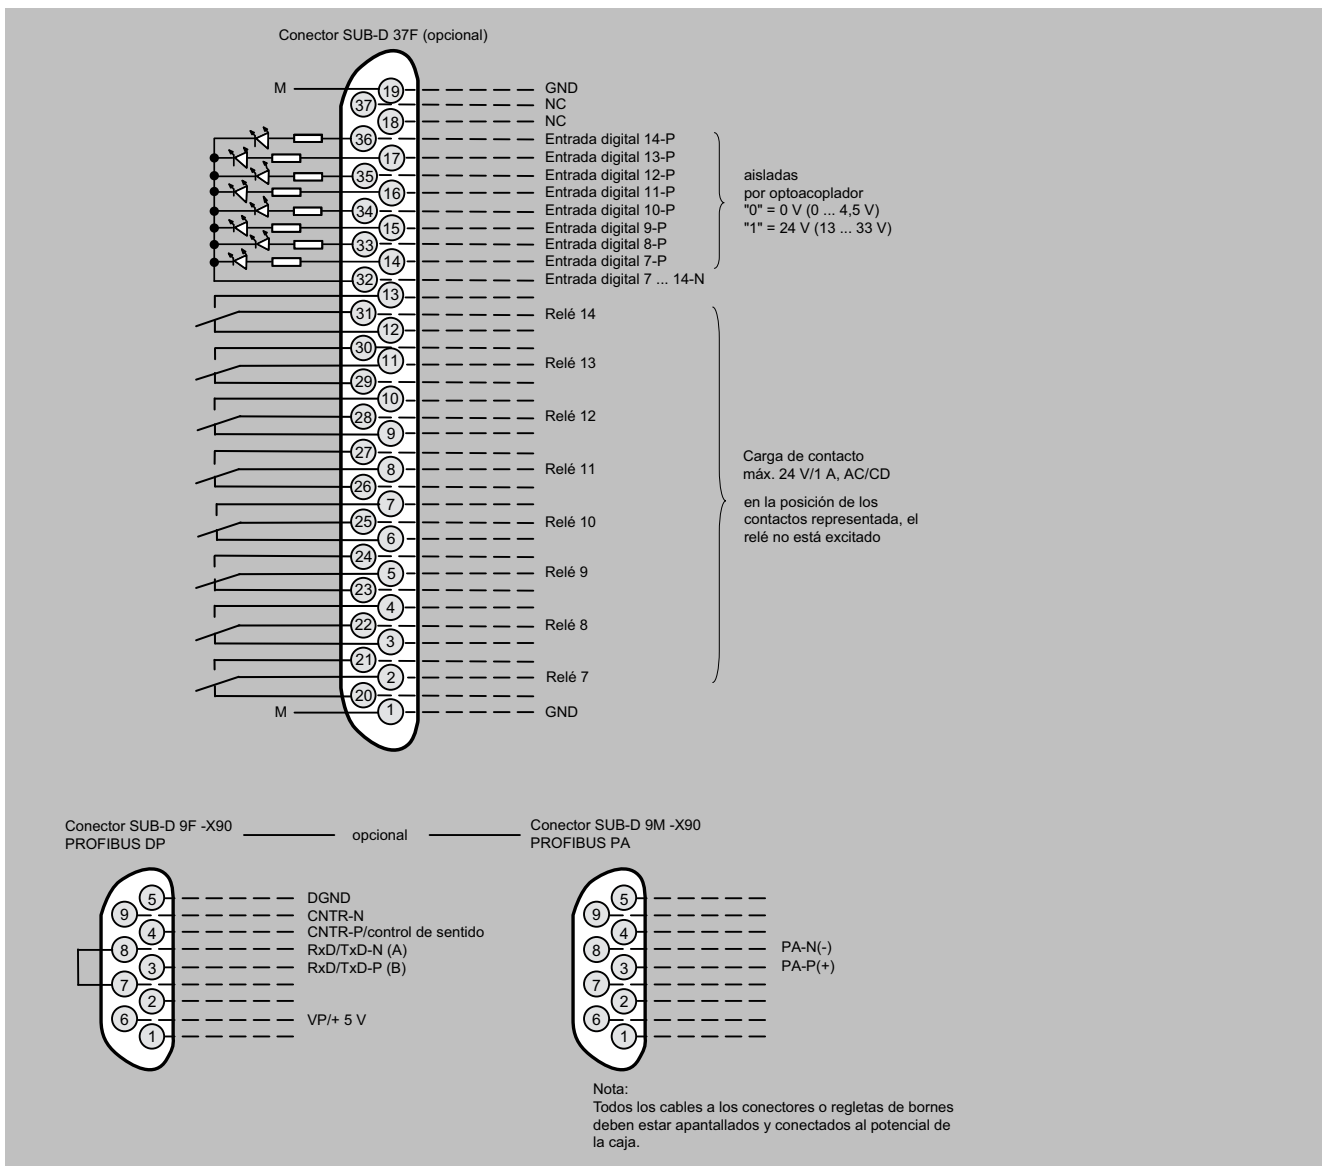 Conector SUB-D 37F (opcional)
M 19 GND
37 NC
18 NC
36 Entrada digital 14-P
17 Entrada digital 13-P
35 Entrada digital 12-P
16 Entrada digital 11-P
34 Entrada digital 10-P
15 Entrada digital 9-P
33 Entrada digital 8-P
14 Entrada digital 7-P
32 Entrada digital 7 ... 14-N
aisladas
por optoacoplador
"0" = 0 V (0 ... 4,5 V)
"1" = 24 V (13 ... 33 V)
13
31 Relé 14
12
30
11 Relé 13
29
10
28 Relé 12
9
27
8 Relé 11
26
7
25 Relé 10
6
24
5 Relé 9
23
4
22 Relé 8
3
21
2 Relé 7
20
M 1 GND
Carga de contacto
máx. 24 V/1 A, AC/CD
en la posición de los
contactos representada, el
relé no está excitado
Conector SUB-D 9F -X90
PROFIBUS DP
opcional
Conector SUB-D 9M -X90
PROFIBUS PA
5 DGND
9 CNTR-N
4 CNTR-P/control de sentido
8 RxD/TxD-N (A)
3 RxD/TxD-P (B)
7
2
6 VP/+ 5 V
1
5
9
4
8 PA-N(-)
3 PA-P(+)
7
2
6
1
Nota:
Todos los cables a los conectores o regletas de bornes
deben estar apantallados y conectados al potencial de
la caja.